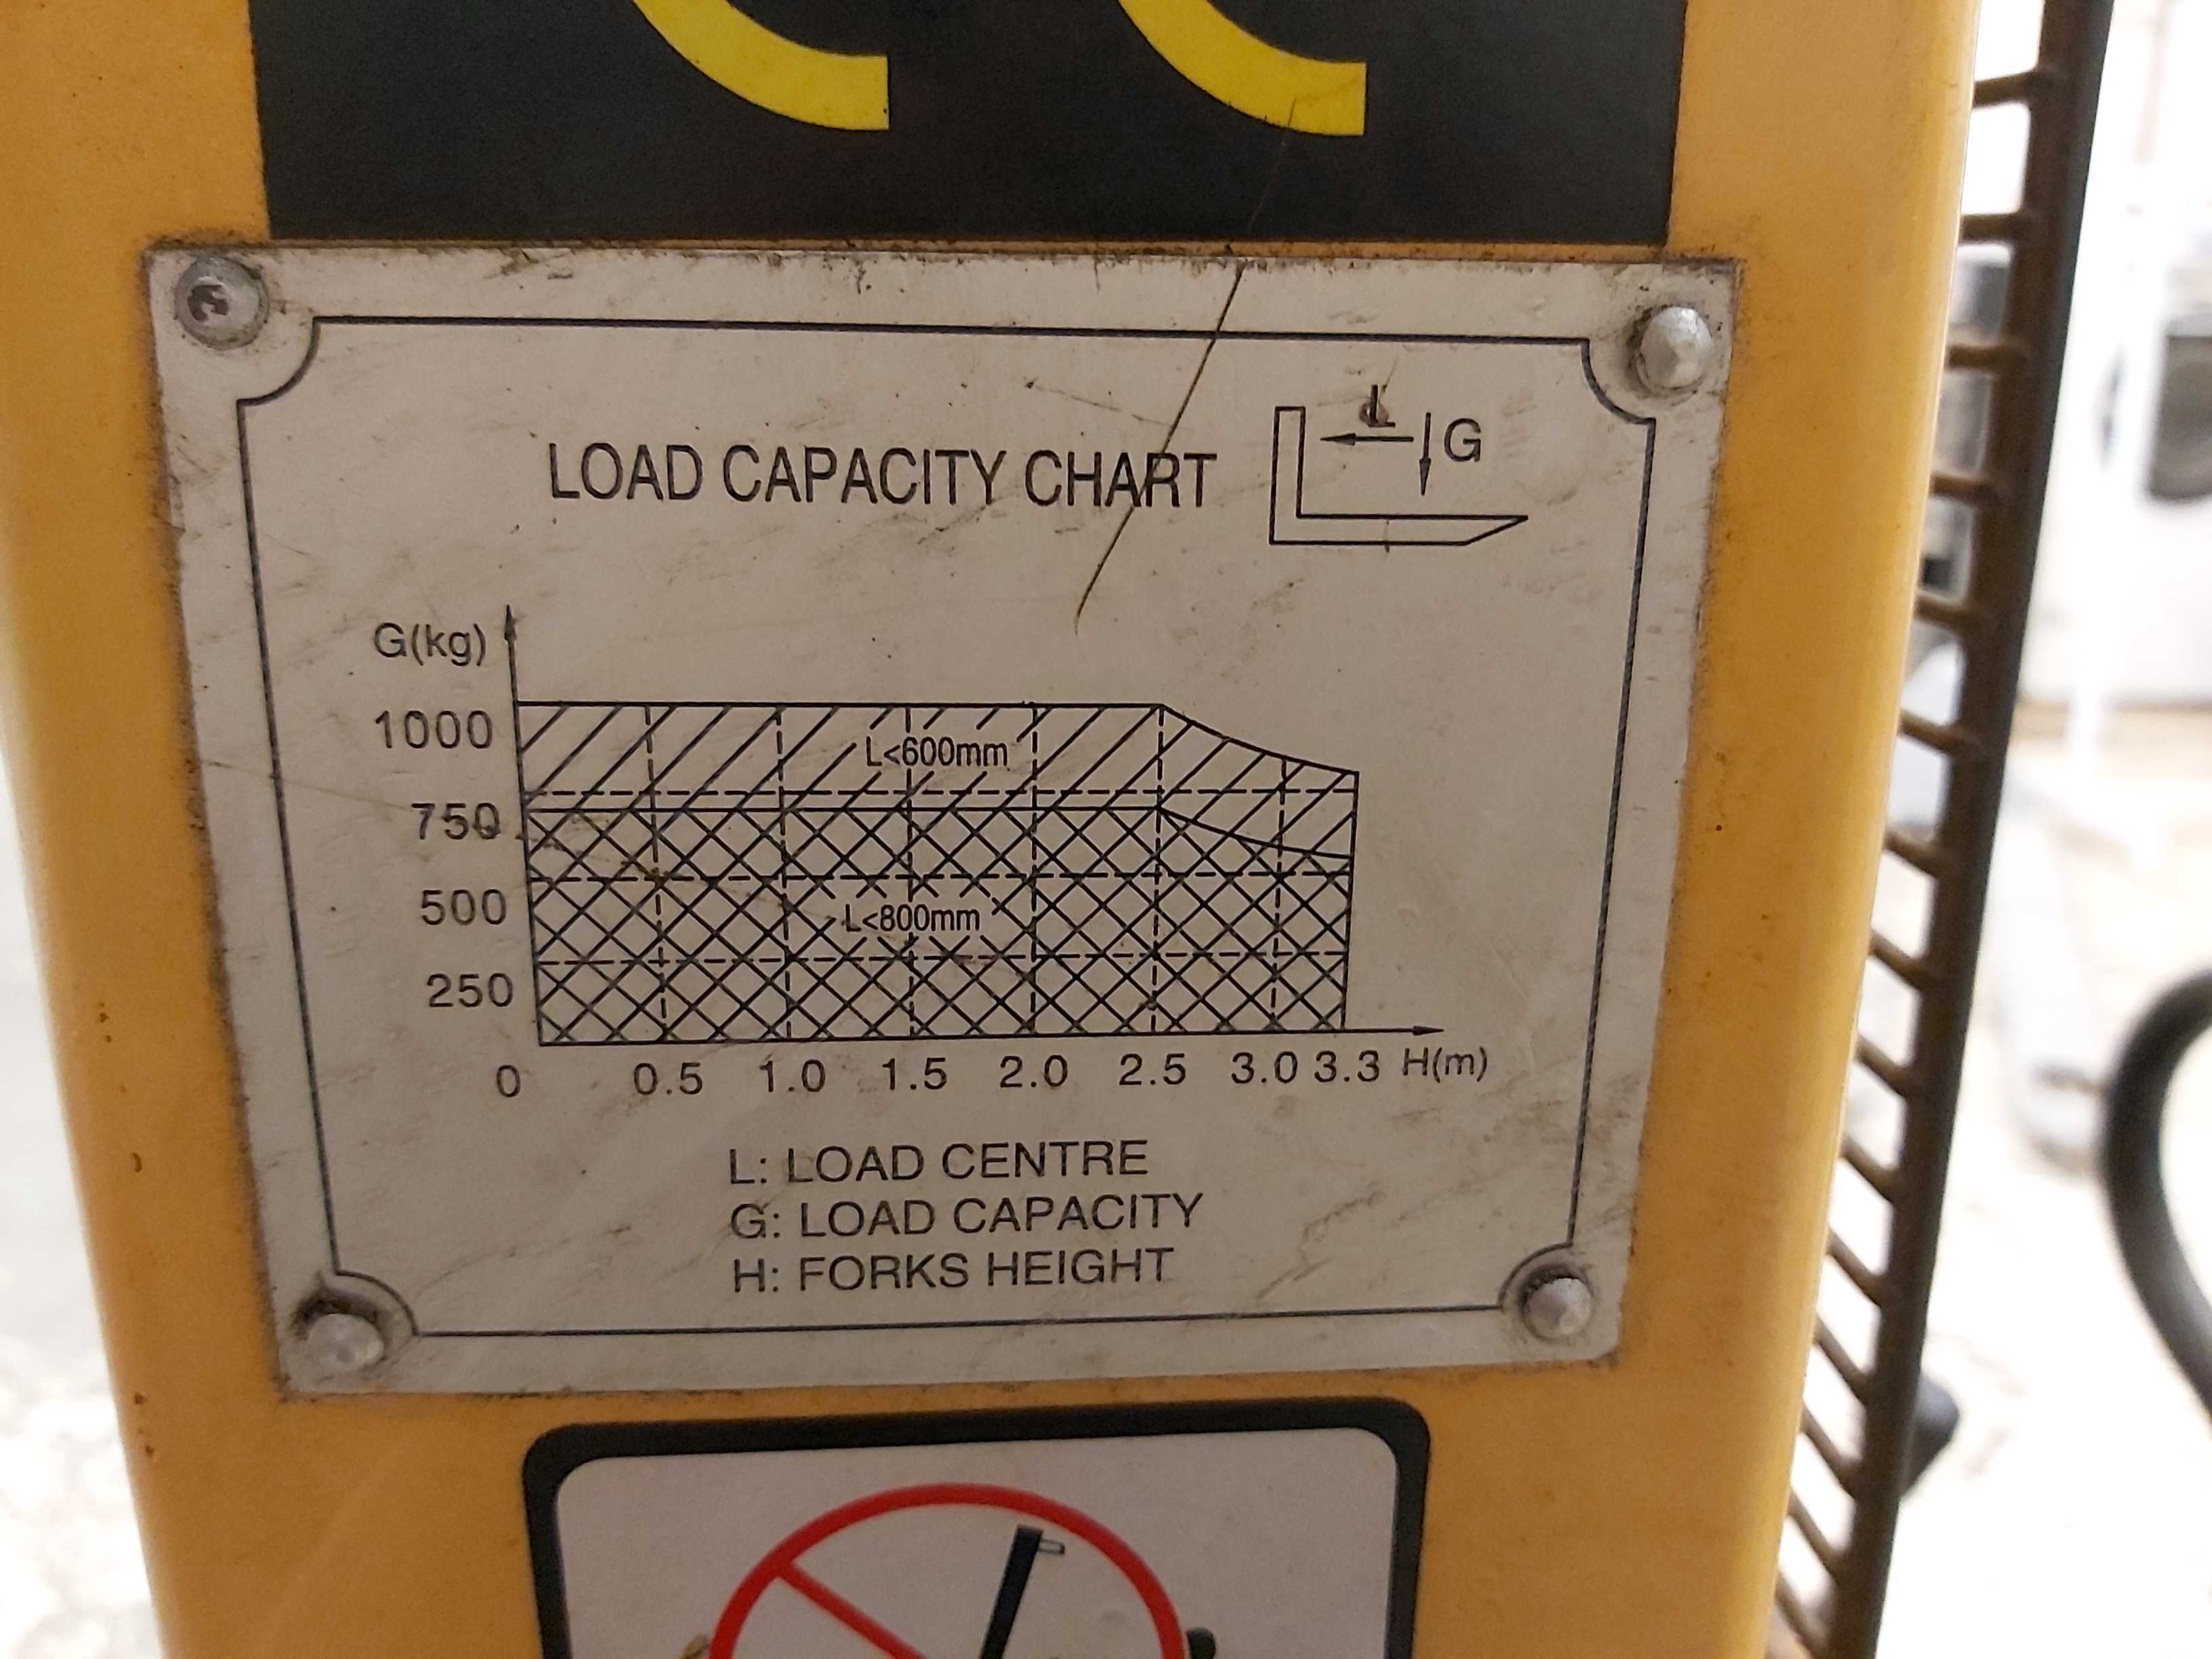 LOAD CAPACITY CHART
L
G
G(kg)
1000
L<600mm
750
500
L<800mm
250
0 0.5 1.0 1.5 2.0 2.5 3.0 3.3 H(m)
L: LOAD CENTRE
G: LOAD CAPACITY
H: FORKS HEIGHT